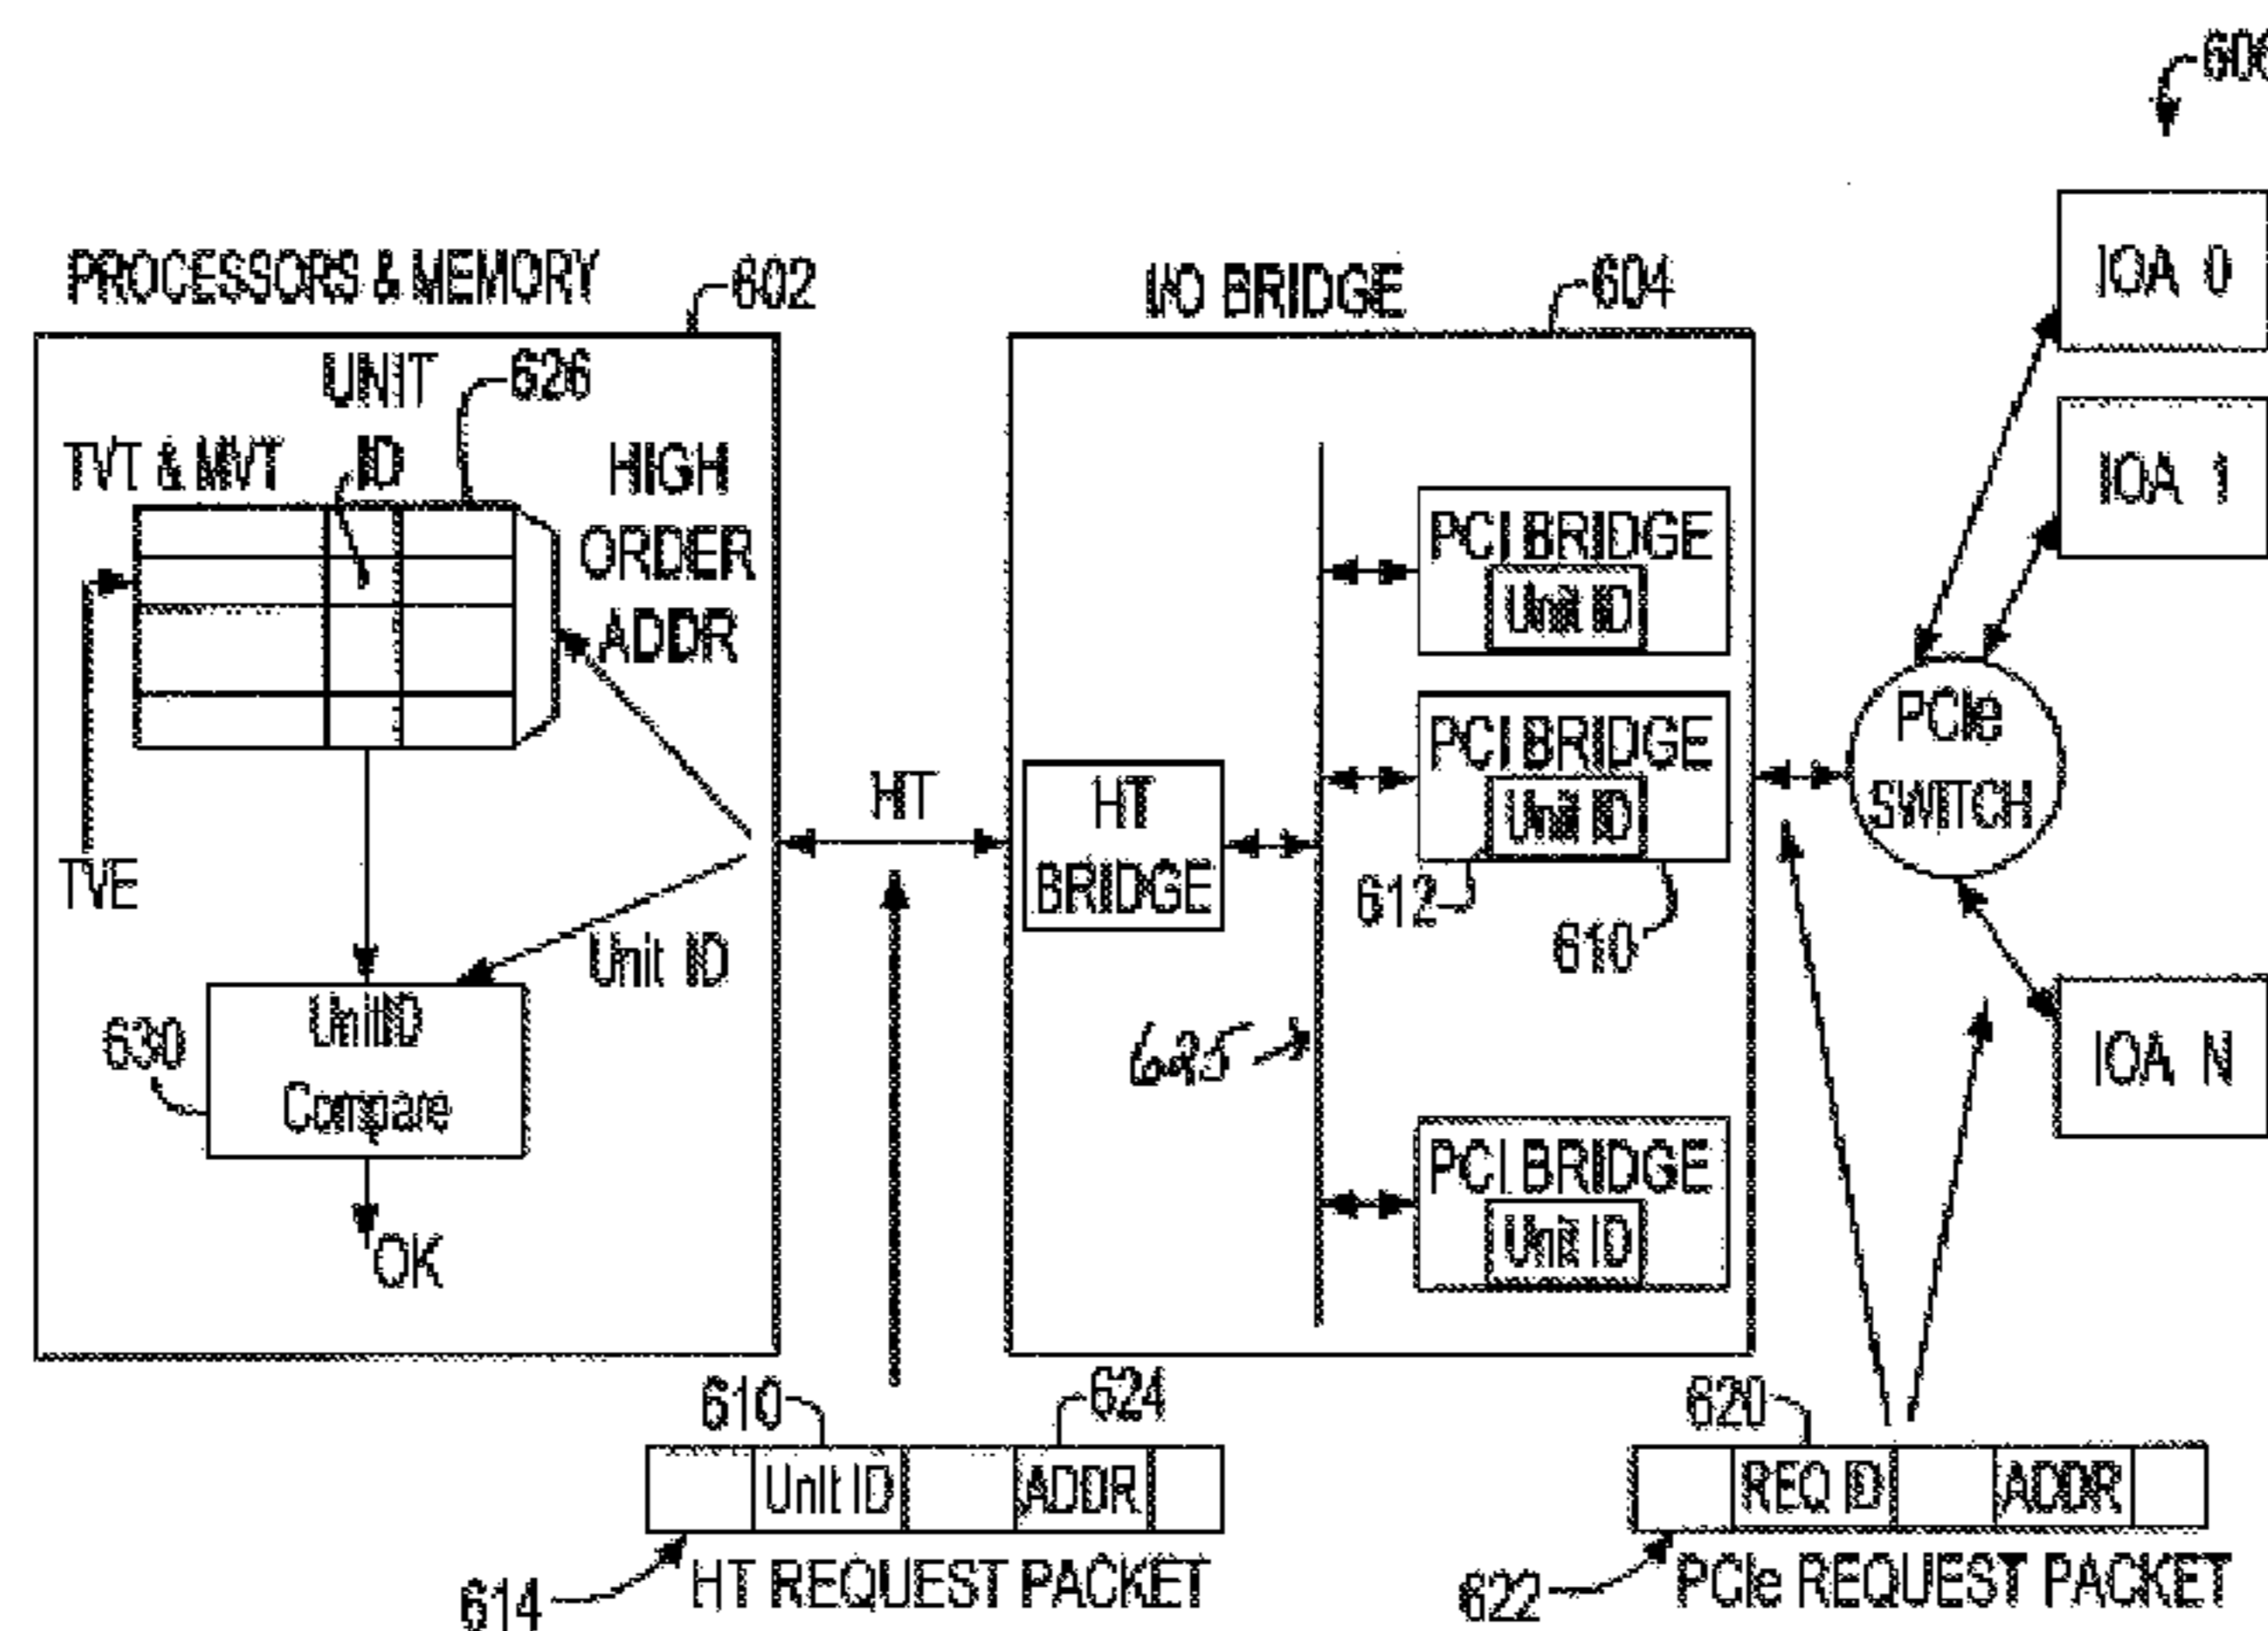 606
IOA 0
PROCESSORS & MEMORY
602
I/O BRIDGE
604
UNIT
626
TVT & MVT
ID
HIGH
ORDER
ADDR
IOA 1
PCI BRIDGE
Unit ID
PCI BRIDGE
Unit ID
PCIe
SWITCH
HT
HT
BRIDGE
TVE
612
610
Unit ID
630
UnitID
Compare
OK
IOA N
PCI BRIDGE
Unit ID
610
624
620
Unit ID
ADDR
REQ ID
ADDR
614
HT REQUEST PACKET
622
PCIe REQUEST PACKET